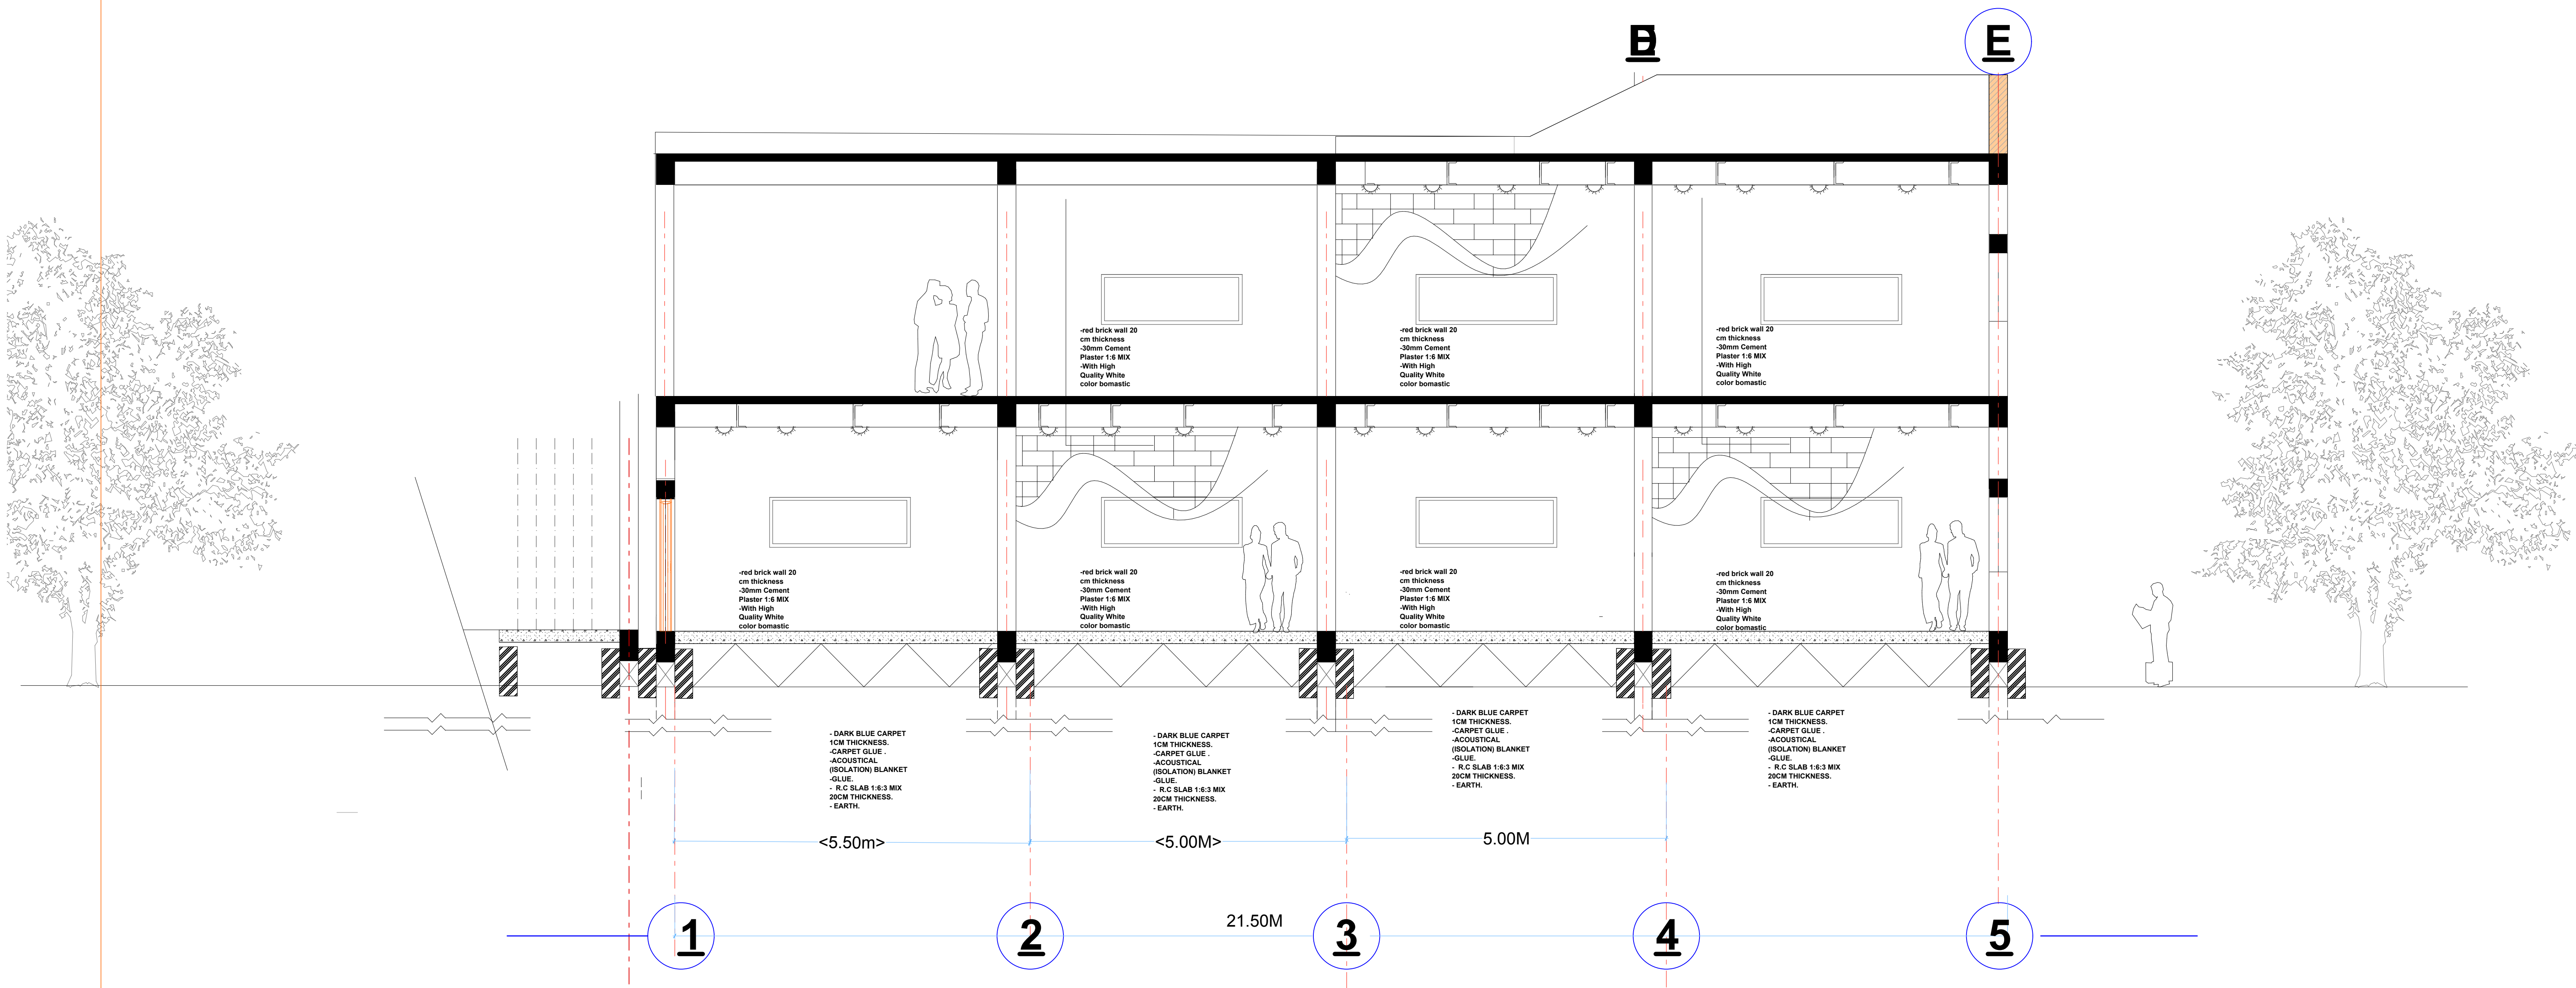 E
-red brick wall 20
cm thickness
-30mm Cement
Plaster 1:6 MIX
-With High
Quality White
color bomastic
-red brick wall 20
cm thickness
-30mm Cement
Plaster 1:6 MIX
-With High
Quality White
color bomastic
-red brick wall 20
cm thickness
-30mm Cement
Plaster 1:6 MIX
-With High
Quality White
color bomastic
-red brick wall 20
cm thickness
-30mm Cement
Plaster 1:6 MIX
-With High
Quality White
color bomastic
-red brick wall 20
cm thickness
-30mm Cement
Plaster 1:6 MIX
-With High
Quality White
color bomastic
-red brick wall 20
cm thickness
-30mm Cement
Plaster 1:6 MIX
-With High
Quality White
color bomastic
-red brick wall 20
cm thickness
-30mm Cement
Plaster 1:6 MIX
-With High
Quality White
color bomastic
- DARK BLUE CARPET
1CM THICKNESS.
-CARPET GLUE .
-ACOUSTICAL
(ISOLATION) BLANKET
-GLUE.
- R.C SLAB 1:6:3 MIX
20CM THICKNESS.
- EARTH.
- DARK BLUE CARPET
1CM THICKNESS.
-CARPET GLUE .
-ACOUSTICAL
(ISOLATION) BLANKET
-GLUE.
- R.C SLAB 1:6:3 MIX
20CM THICKNESS.
- EARTH.
- DARK BLUE CARPET
1CM THICKNESS.
-CARPET GLUE .
-ACOUSTICAL
(ISOLATION) BLANKET
-GLUE.
- R.C SLAB 1:6:3 MIX
20CM THICKNESS.
- EARTH.
- DARK BLUE CARPET
1CM THICKNESS.
-CARPET GLUE .
-ACOUSTICAL
(ISOLATION) BLANKET
-GLUE.
- R.C SLAB 1:6:3 MIX
20CM THICKNESS.
- EARTH.
<5.50m>
<5.00M>
5.00M
21.50M
1
2
3
4
5